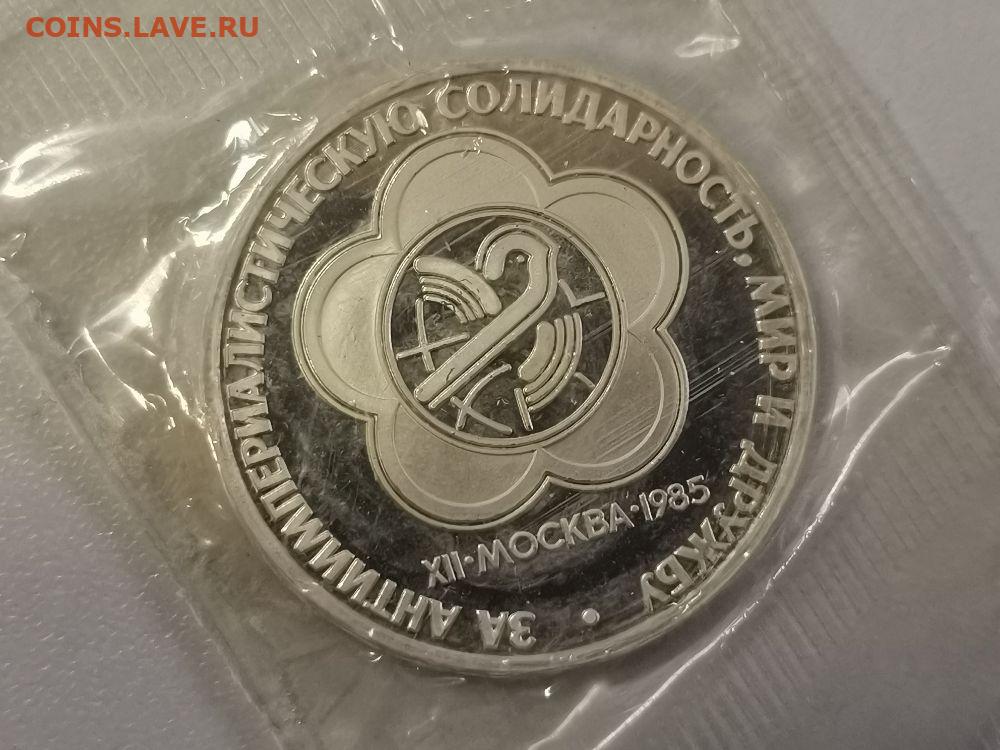 COINS.LAVE.RU
ЗА АНТИИМПЕРИАЛИСТИЧЕСКУЮ СОЛИДАРНОСТЬ, МИР И ДРУЖБУ •
XII•МОСКВА•1985